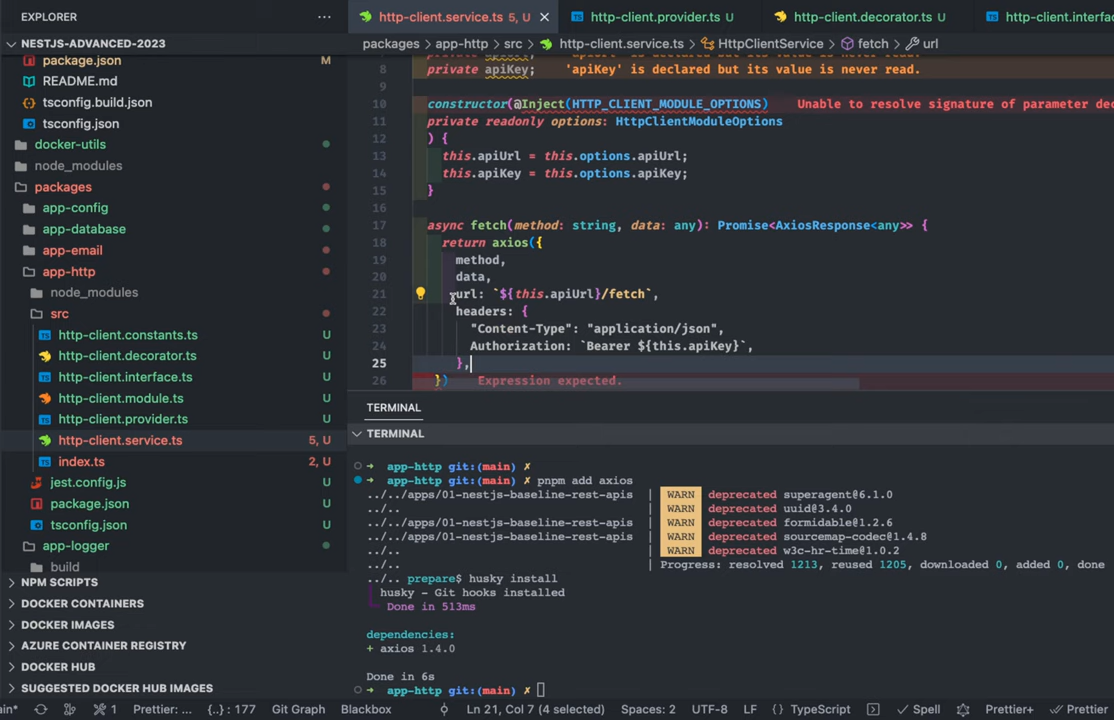 EXPLORER
NESTJS-ADVANCED-2023
package.json M
README.md
tsconfig.build.json
tsconfig.json
docker-utils
node_modules
packages
app-config
app-database
app-email
app-http
node_modules
src
http-client.constants.ts U
http-client.decorator.ts U
http-client.interface.ts U
http-client.module.ts U
http-client.provider.ts U
http-client.service.ts 5, U
index.ts 2, U
jest.config.js U
package.json U
tsconfig.json U
app-logger
build
NPM SCRIPTS
DOCKER CONTAINERS
DOCKER IMAGES
AZURE CONTAINER REGISTRY
DOCKER HUB
SUGGESTED DOCKER HUB IMAGES
http-client.service.ts 5, U
http-client.provider.ts U
http-client.decorator.ts U
http-client.interfac
packages > app-http > src > http-client.service.ts > HttpClientService > fetch > url
8 private apiKey; 'apiKey' is declared but its value is never read.
9
10 constructor(@Inject(HTTP_CLIENT_MODULE_OPTIONS) Unable to resolve signature of parameter dec
11 private readonly options: HttpClientModuleOptions
12 ) {
13 this.apiUrl = this.options.apiUrl;
14 this.apiKey = this.options.apiKey;
15 }
16
17 async fetch(method: string, data: any): Promise<AxiosResponse<any>> {
18 return axios({
19 method,
20 data,
21 url: `${this.apiUrl}/fetch`,
22 headers: {
23 "Content-Type": "application/json",
24 Authorization: `Bearer ${this.apiKey}`,
25 },
26 }) Expression expected.
TERMINAL
TERMINAL
➜ app-http git:(main) ✗
➜ app-http git:(main) ✗ pnpm add axios
../../apps/01-nestjs-baseline-rest-apis | WARN deprecated superagent@6.1.0
../.. | WARN deprecated uuid@3.4.0
../../apps/01-nestjs-baseline-rest-apis | WARN deprecated formidable@1.2.6
../../apps/01-nestjs-baseline-rest-apis | WARN deprecated sourcemap-codec@1.4.8
../.. | WARN deprecated w3c-hr-time@1.0.2
../.. | Progress: resolved 1213, reused 1205, downloaded 0, added 0, done
../.. prepare$ husky install
husky - Git hooks installed
Done in 513ms
dependencies:
+ axios 1.4.0
Done in 6s
➜ app-http git:(main) ✗
in* 1 Prettier: ... {..} : 177 Git Graph Blackbox Ln 21, Col 7 (4 selected) Spaces: 2 UTF-8 LF TypeScript Spell Prettier+ Prettier